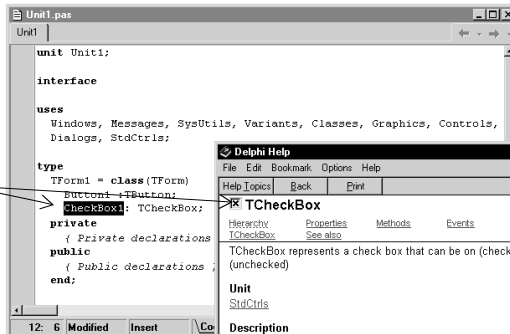 Unit1.pas
Unit1
unit Unit1;
interface
uses
Windows, Messages, SysUtils, Variants, Classes, Graphics, Controls,
Dialogs, StdCtrls;
type
TForm1 = class(TForm)
Button1 :TButton;
CheckBox1: TCheckBox;
private
{ Private declarations
public
{ Public declarations }
end;
12: 6 Modified Insert \Co
Delphi Help
File Edit Bookmark Options Help
Help Topics Back Print
TCheckBox
Hierarchy Properties Methods Events
TCheckBox See also
TCheckBox represents a check box that can be on (check
(unchecked)
Unit
StdCtrls
Description